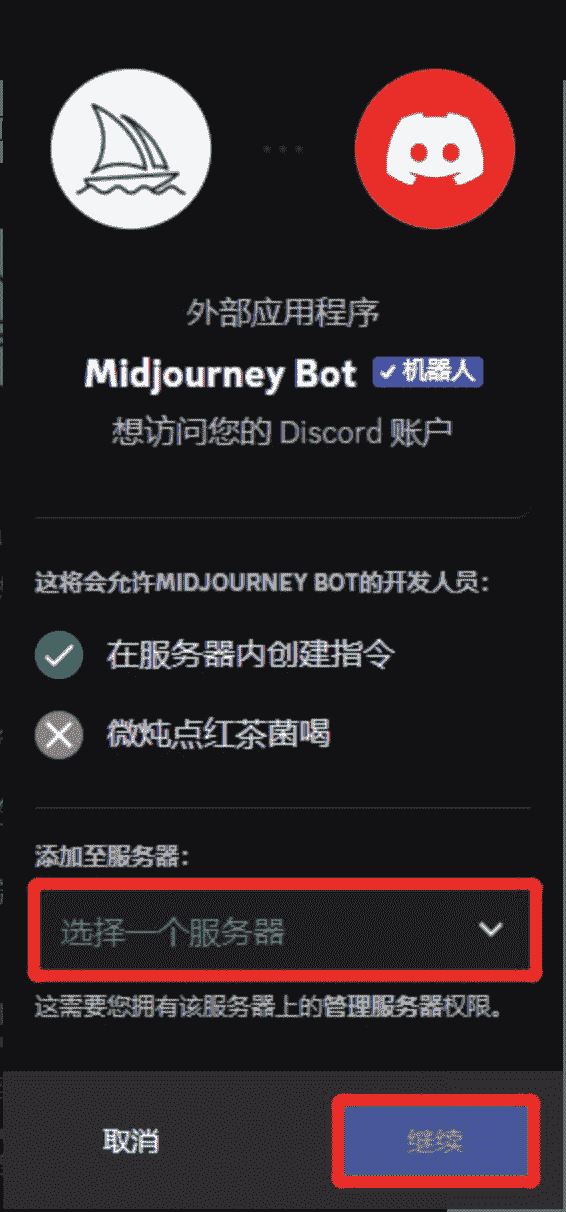 外部应用程序
Midjourney Bot 机器人
想访问您的 Discord 账户
这将会允许MIDJOURNEY BOT的开发人员：
在服务器内创建指令
微炖点红茶菌喝
添加至服务器：
选择一个服务器
这需要您拥有该服务器上的管理服务器权限。
取消
继续